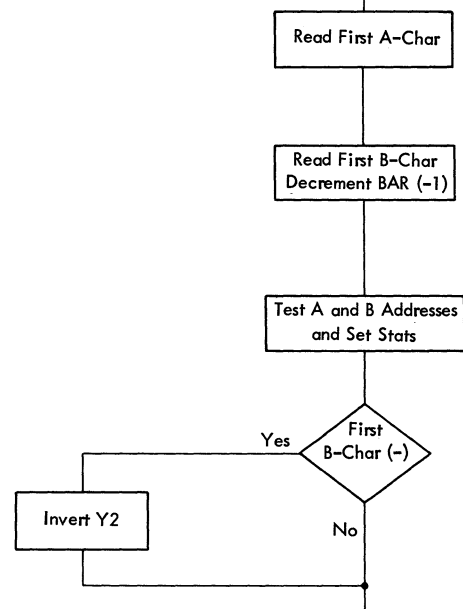 Read First A-Char
Read First B-Char
Decrement BAR (-1)
Test A and B Addresses
and Set Stats
First
B-Char (-)
Yes
Invert Y2
No